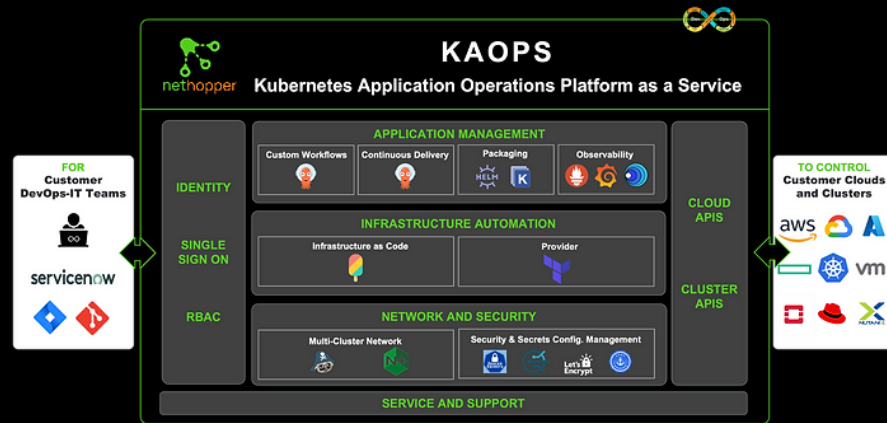 Dev Ops
KAOPS
nethopper
Kubernetes Application Operations Platform as a Service
FOR
Customer
DevOps-IT Teams
servicenow
IDENTITY
SINGLE
SIGN ON
RBAC
APPLICATION MANAGEMENT
Custom Workflows
Continuous Delivery
Packaging
HELM
K
Observability
INFRASTRUCTURE AUTOMATION
Infrastructure as Code
Provider
NETWORK AND SECURITY
Multi-Cluster Network
Security & Secrets Config. Management
Let's
Encrypt
CLOUD
APIS
CLUSTER
APIS
TO CONTROL
Customer Clouds
and Clusters
aws
vm
NUTANIX
SERVICE AND SUPPORT